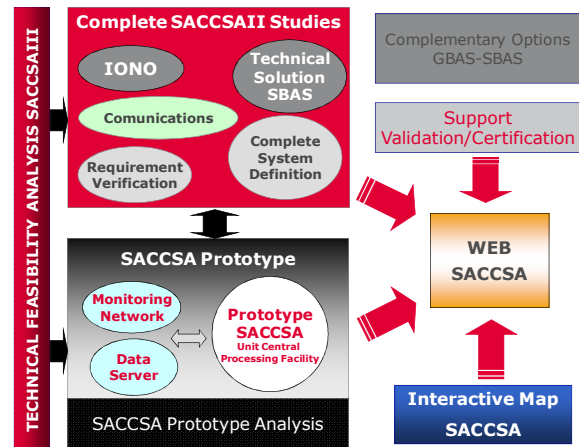 TECHNICAL FEASIBILITY ANALYSIS SACCSAIII
Complete SACCSAII Studies
IONO
Technical
Solution
SBAS
Comunications
Requirement
Verification
Complete
System
Definition
SACCSA Prototype
Monitoring
Network
Data
Server
Prototype
SACCSA
Unit Central
Processing Facility
SACCSA Prototype Analysis
Complementary Options
GBAS-SBAS
Support
Validation/Certification
WEB
SACCSA
Interactive Map
SACCSA